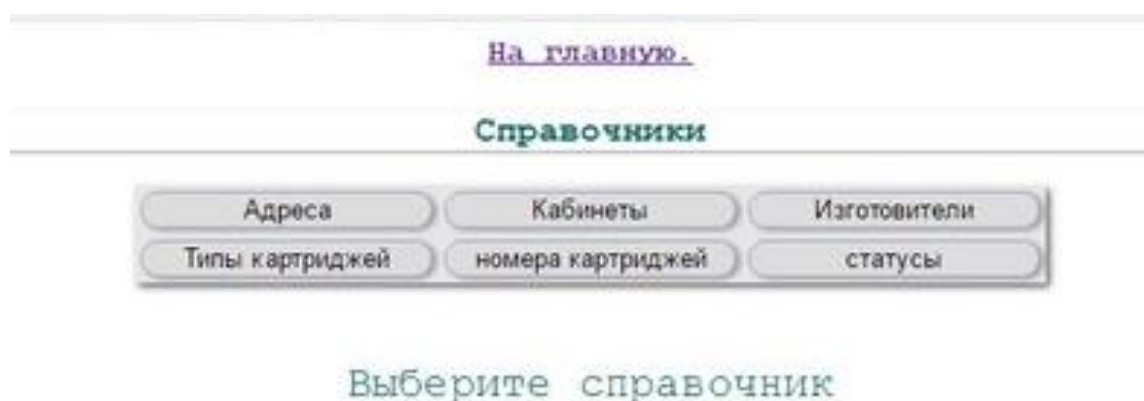 На главную.
Справочники
Адреса Кабинеты Изготовители
Типы картриджей номера картриджей статусы
Выберите справочник